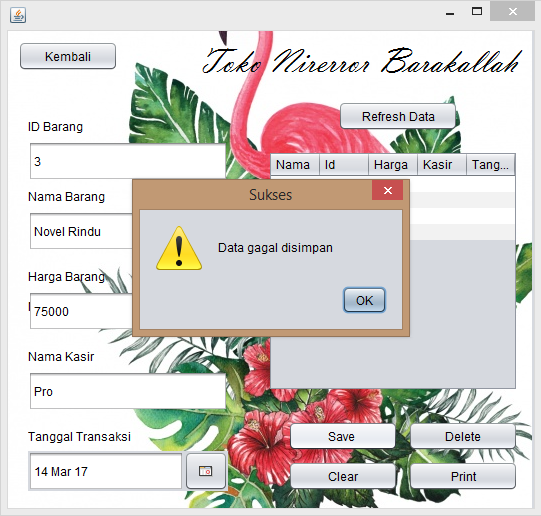 Kembali
Toko Nirerror Barakallah
Refresh Data
ID Barang
3
Nama Id Harga Kasir Tang...
Nama Barang
Novel Rindu
Sukses
Data gagal disimpan
OK
Harga Barang
75000
Nama Kasir
Pro
Tanggal Transaksi
14 Mar 17
Save
Delete
Clear
Print